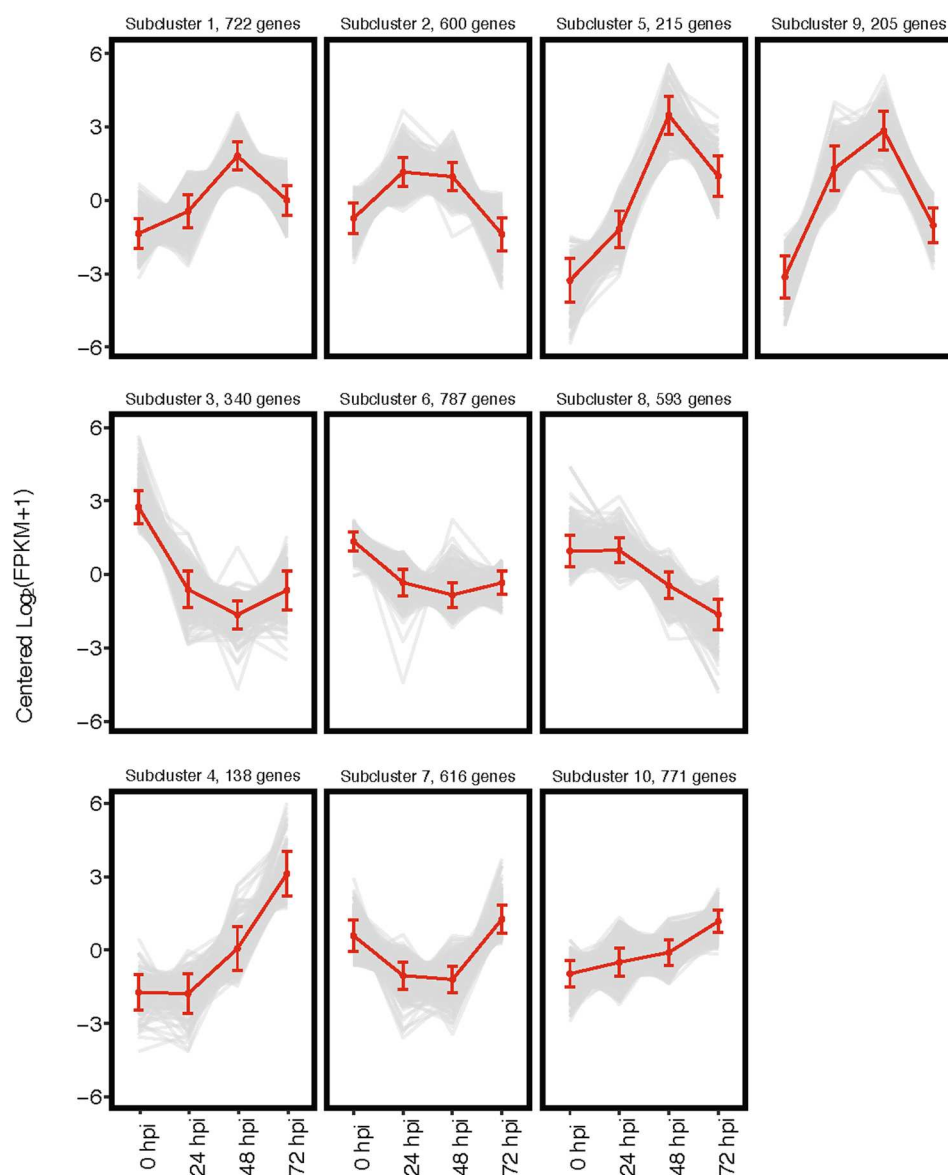 Subcluster 1, 722 genes
Subcluster 2, 600 genes
Subcluster 5, 215 genes
Subcluster 9, 205 genes
6
3
0
−3
−6
Subcluster 3, 340 genes
Subcluster 6, 787 genes
Subcluster 8, 593 genes
6
3
0
−3
−6
Centered Log2(FPKM+1)
Subcluster 4, 138 genes
Subcluster 7, 616 genes
Subcluster 10, 771 genes
6
3
0
−3
−6
0 hpi
24 hpi
48 hpi
72 hpi
0 hpi
24 hpi
48 hpi
72 hpi
0 hpi
24 hpi
48 hpi
72 hpi